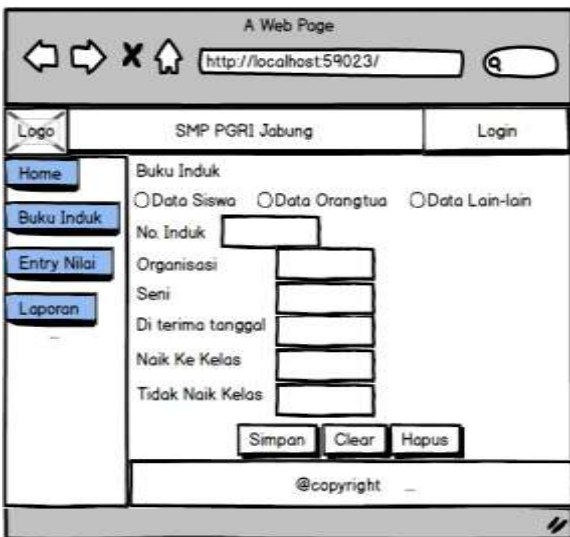 A Web Page
http://localhost:59023/
Logo
SMP PGRI Jabung
Login
Home
Buku Induk
Entry Nilai
Laporan
Buku Induk
Data Siswa Data Orangtua Data Lain-lain
No. Induk
Organisasi
Seni
Di terima tanggal
Naik Ke Kelas
Tidak Naik Kelas
Simpan Clear Hapus
@copyright